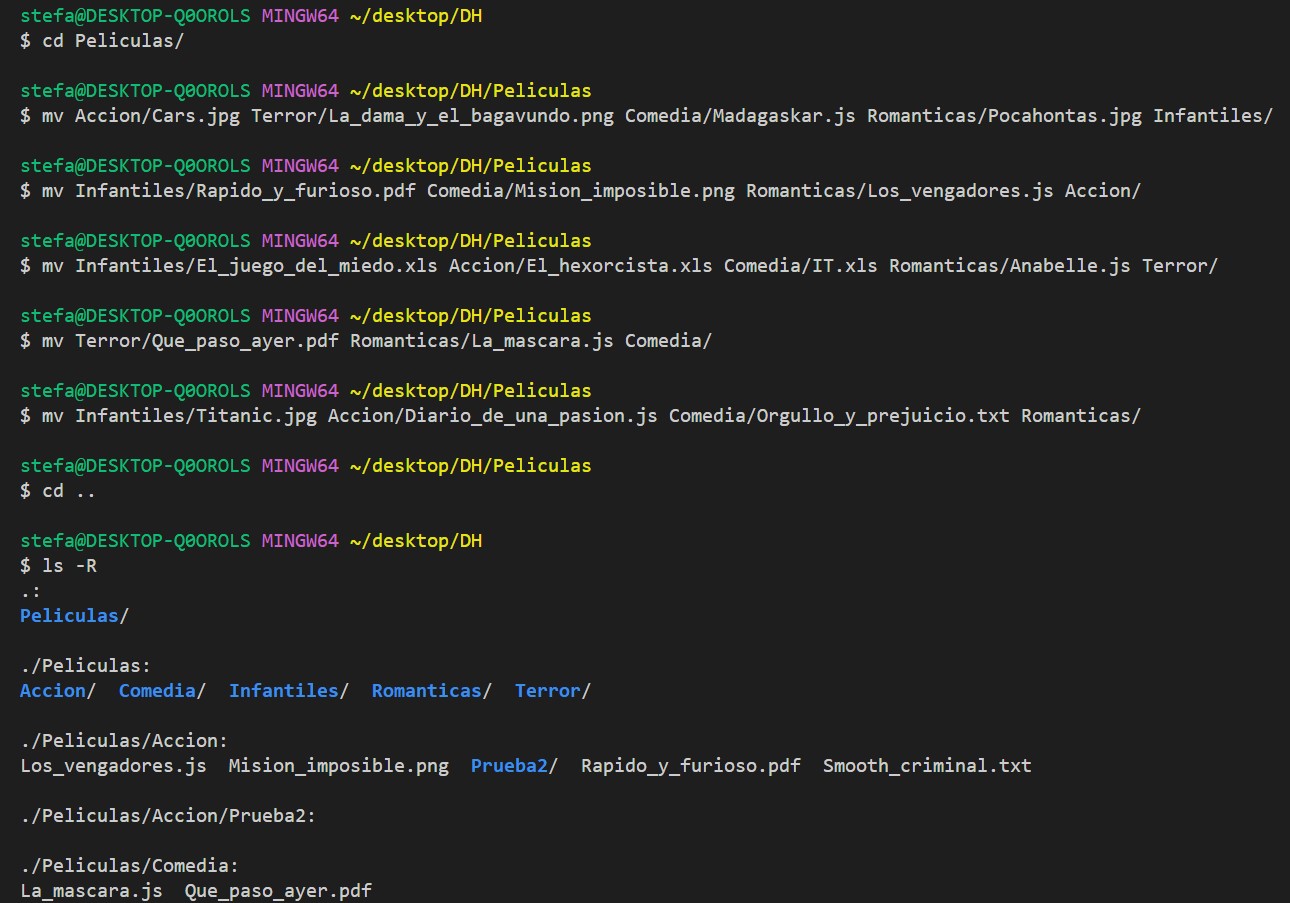 stefa@DESKTOP-Q0OROLS MINGW64 ~/desktop/DH
$ cd Peliculas/
stefa@DESKTOP-Q0OROLS MINGW64 ~/desktop/DH/Peliculas
$ mv Accion/Cars.jpg Terror/La_dama_y_el_bagavundo.png Comedia/Madagaskar.js Romanticas/Pocahontas.jpg Infantiles/
stefa@DESKTOP-Q0OROLS MINGW64 ~/desktop/DH/Peliculas
$ mv Infantiles/Rapido_y_furioso.pdf Comedia/Mision_imposible.png Romanticas/Los_vengadores.js Accion/
stefa@DESKTOP-Q0OROLS MINGW64 ~/desktop/DH/Peliculas
$ mv Infantiles/El_juego_del_miedo.xls Accion/El_hexorcista.xls Comedia/IT.xls Romanticas/Anabelle.js Terror/
stefa@DESKTOP-Q0OROLS MINGW64 ~/desktop/DH/Peliculas
$ mv Terror/Que_paso_ayer.pdf Romanticas/La_mascara.js Comedia/
stefa@DESKTOP-Q0OROLS MINGW64 ~/desktop/DH/Peliculas
$ mv Infantiles/Titanic.jpg Accion/Diario_de_una_pasion.js Comedia/Orgullo_y_prejuicio.txt Romanticas/
stefa@DESKTOP-Q0OROLS MINGW64 ~/desktop/DH/Peliculas
$ cd ..
stefa@DESKTOP-Q0OROLS MINGW64 ~/desktop/DH
$ ls -R
.:
Peliculas/
./Peliculas:
Accion/  Comedia/  Infantiles/  Romanticas/  Terror/
./Peliculas/Accion:
Los_vengadores.js  Mision_imposible.png  Prueba2/  Rapido_y_furioso.pdf  Smooth_criminal.txt
./Peliculas/Accion/Prueba2:
./Peliculas/Comedia:
La_mascara.js  Que_paso_ayer.pdf